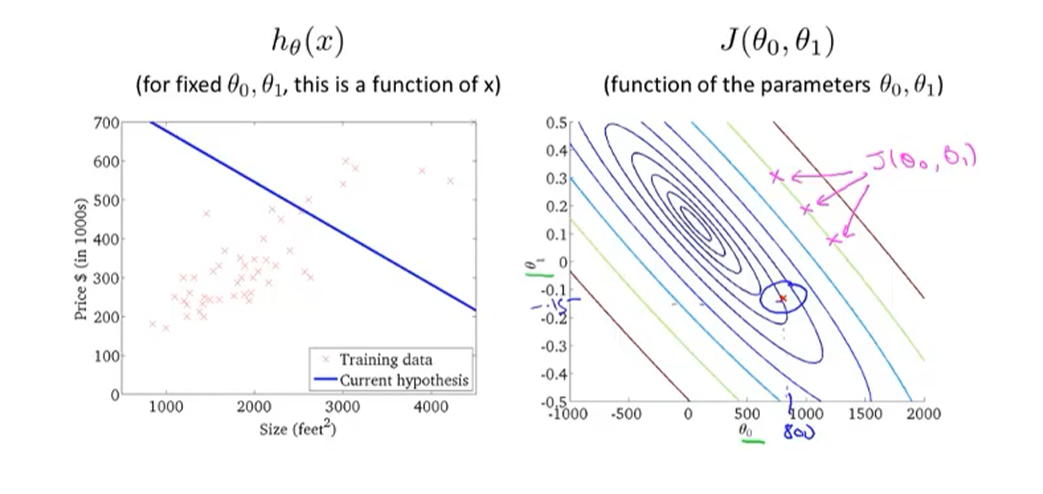 hθ(x)
(for fixed θ0, θ1, this is a function of x)
700
600
500
400
300
200
100
0
Price $ (in 1000s)
1000 2000 3000 4000
Size (feet²)
Training data
Current hypothesis
J(θ0, θ1)
(function of the parameters θ0, θ1)
0.5
0.4
0.3
0.2
0.1
0
-0.1
-0.2
-0.3
-0.4
-0.5
θ1
-.15
-1000 -500 0 500 1000 1500 2000
θ0
800
J(θ0, θ1)